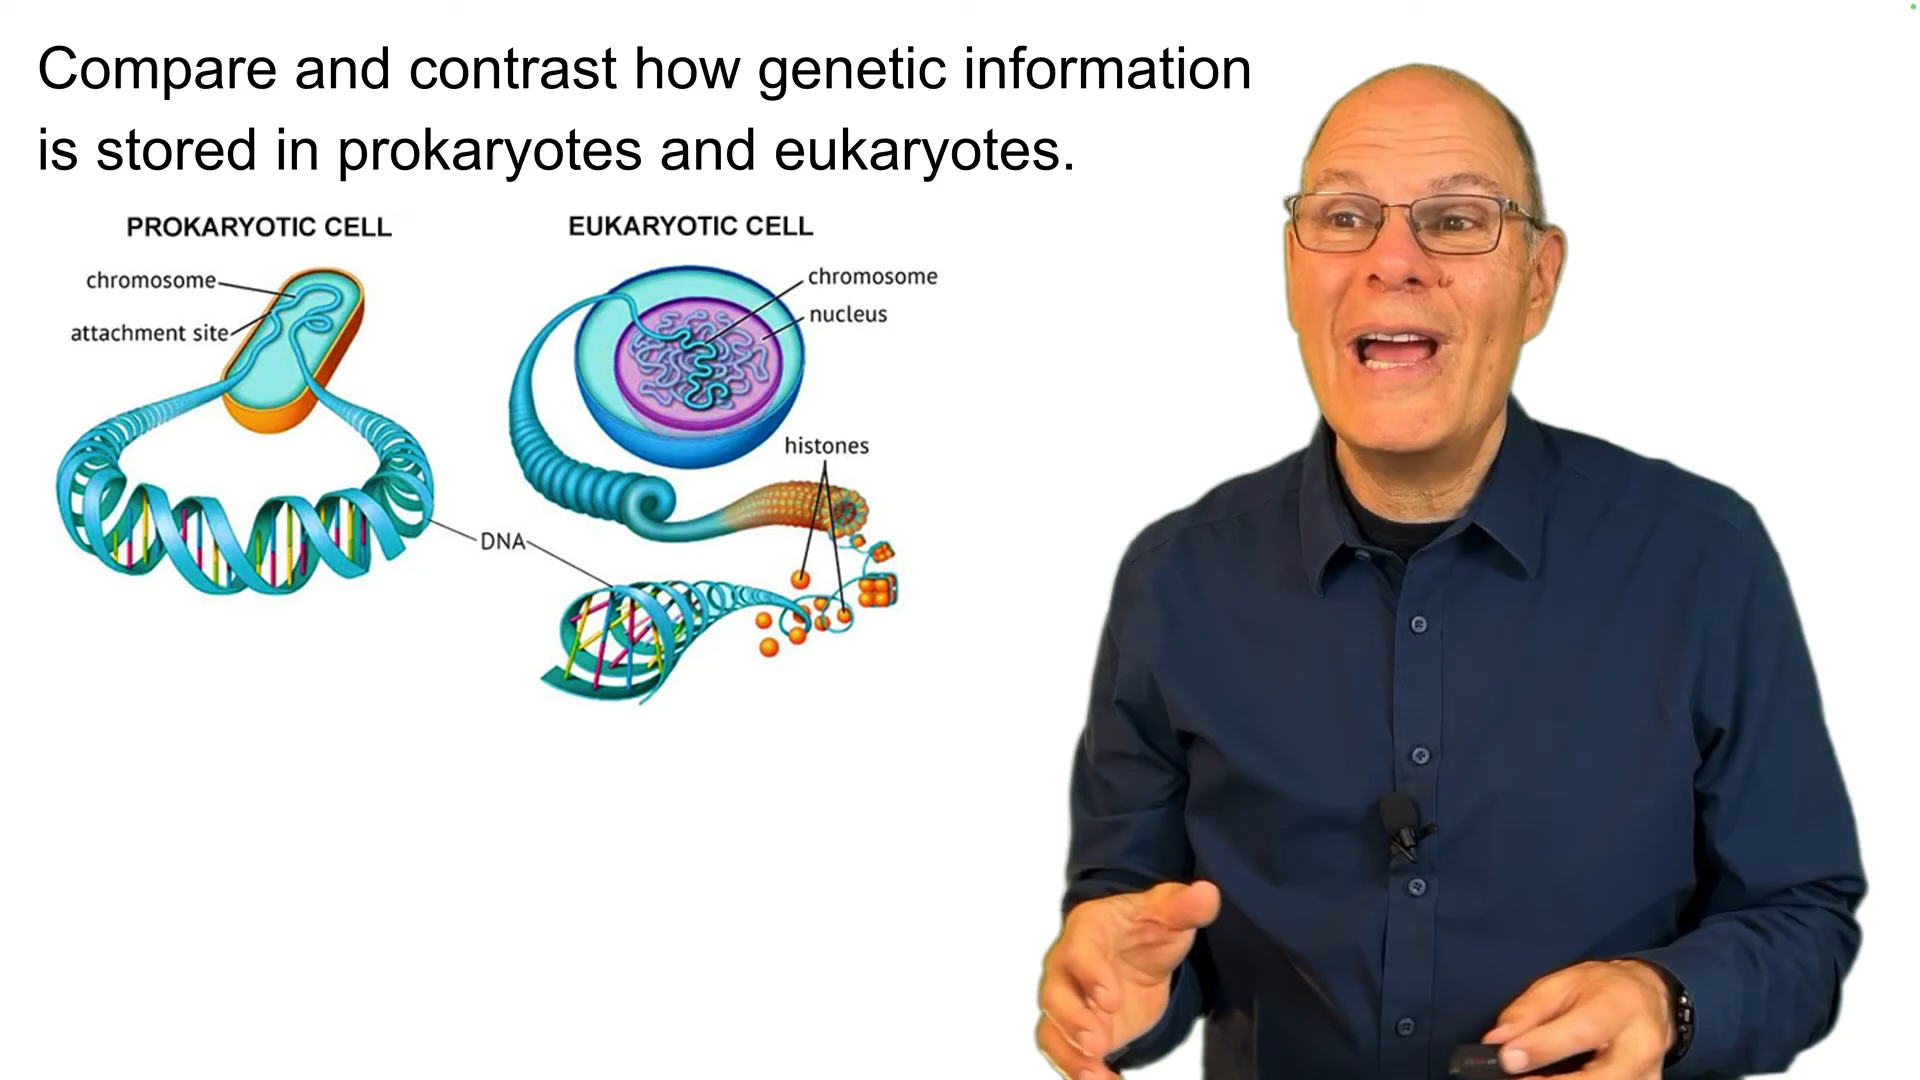 Compare and contrast how genetic information
is stored in prokaryotes and eukaryotes.
PROKARYOTIC CELL
chromosome
attachment site
EUKARYOTIC CELL
chromosome
nucleus
histones
DNA